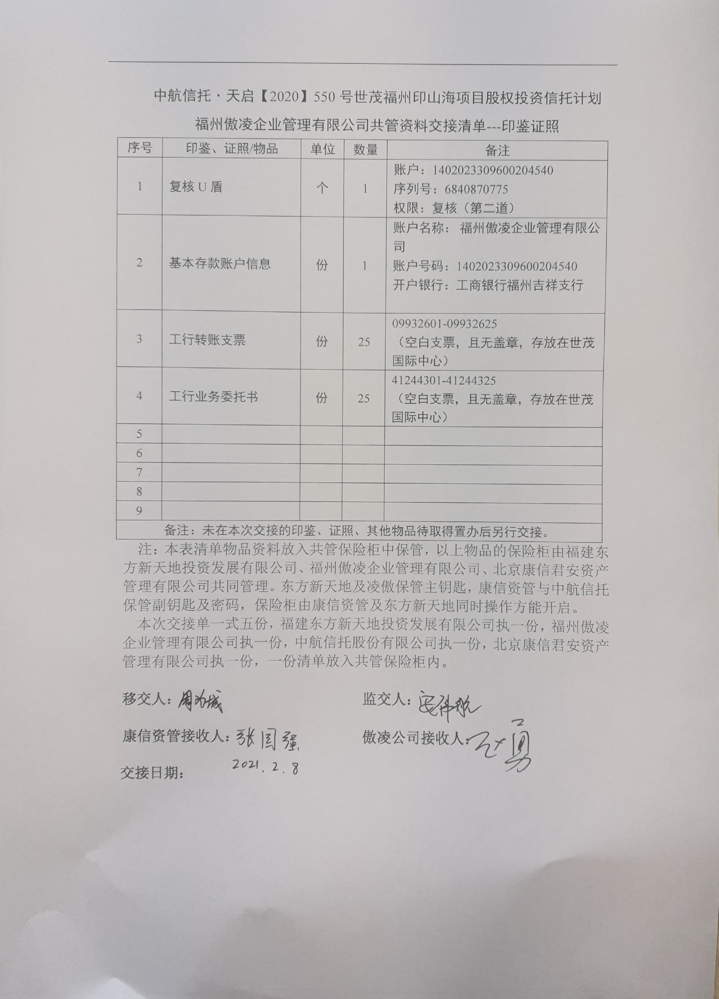 中航信托·天启【2020】550号世茂福州印山海项目股权投资信托计划
福州傲凌企业管理有限公司共管资料交接清单---印鉴证照
序号 印鉴、证照/物品 单位 数量 备注
1 复核U盾 个 1 账户：1402023309600204540
序列号：6840870775
权限：复核（第二道）
2 基本存款账户信息 份 1 账户名称： 福州傲凌企业管理有限公
司
账户号码：1402023309600204540
开户银行：工商银行福州吉祥支行
3 工行转账支票 份 25 09932601-09932625
（空白支票，且无盖章，存放在世茂
国际中心）
4 工行业务委托书 份 25 41244301-41244325
（空白支票，且无盖章，存放在世茂
国际中心）
5
6
7
8
9
备注：未在本次交接的印鉴、证照、其他物品待取得置办后另行交接。
注：本表清单物品资料放入共管保险柜中保管，以上物品的保险柜由福建东
方新天地投资发展有限公司、福州傲凌企业管理有限公司、北京康信君安资产
管理有限公司共同管理。东方新天地及凌傲保管主钥匙，康信资管与中航信托
保管副钥匙及密码，保险柜由康信资管及东方新天地同时操作方能开启。
本次交接单一式五份，福建东方新天地投资发展有限公司执一份，福州傲凌
企业管理有限公司执一份，中航信托股份有限公司执一份，北京康信君安资产
管理有限公司执一份，一份清单放入共管保险柜内。
移交人： 监交人：
康信资管接收人：张国强 傲凌公司接收人：
交接日期： 2021.2.8